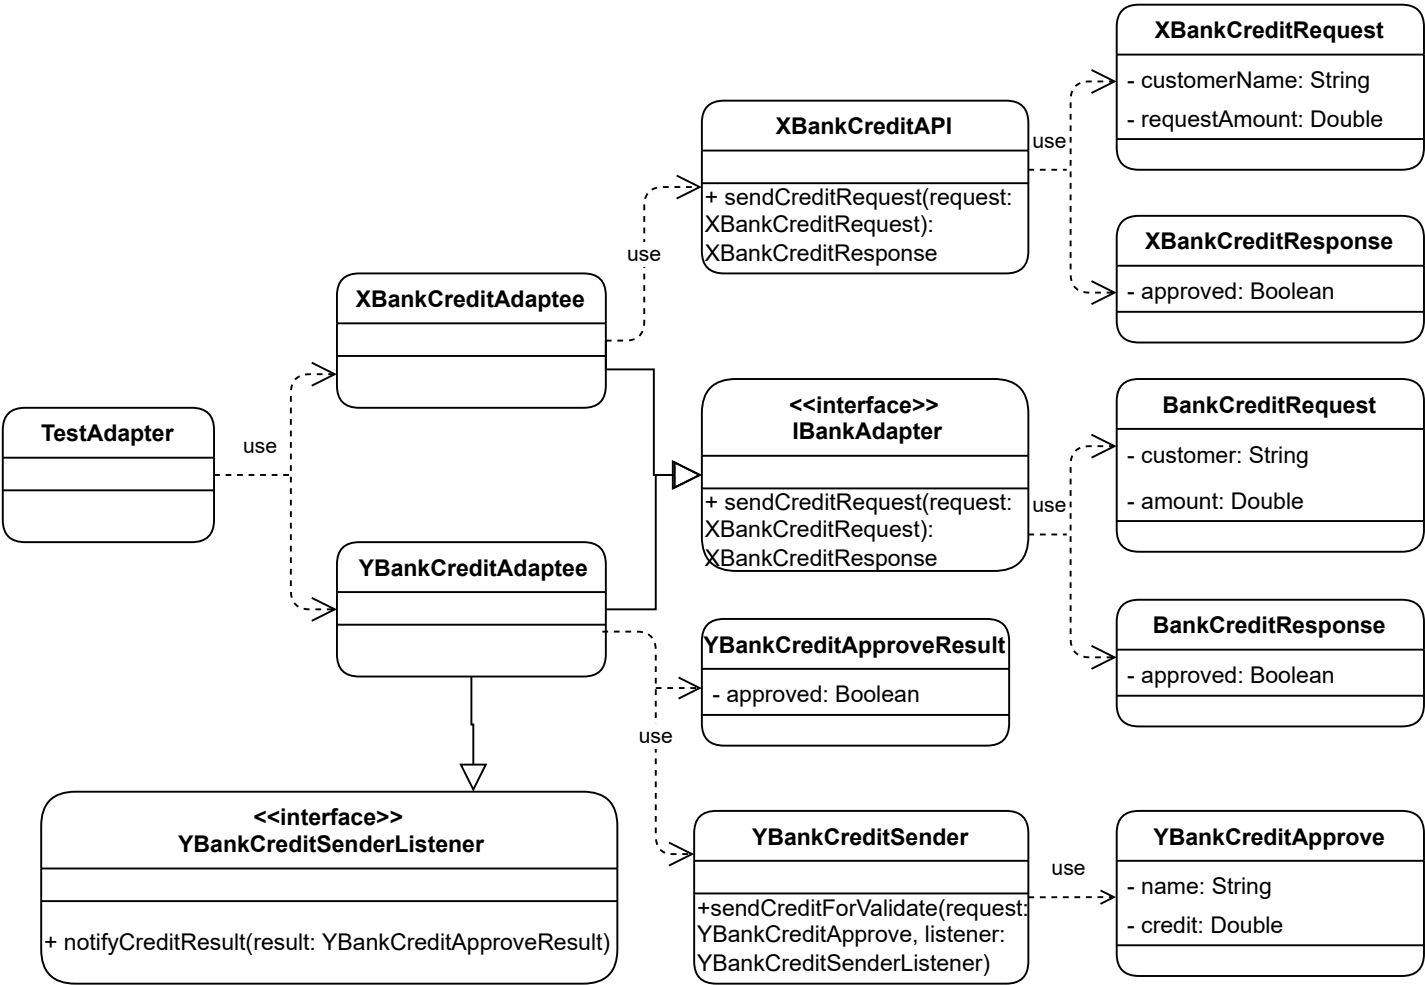 XBankCreditRequest
- customerName: String
- requestAmount: Double
XBankCreditAPI
+ sendCreditRequest(request:
XBankCreditRequest):
XBankCreditResponse
use
XBankCreditResponse
- approved: Boolean
use
XBankCreditAdaptee
TestAdapter
use
<<interface>>
IBankAdapter
+ sendCreditRequest(request:
XBankCreditRequest):
XBankCreditResponse
use
BankCreditRequest
- customer: String
- amount: Double
YBankCreditAdaptee
BankCreditResponse
- approved: Boolean
YBankCreditApproveResult
- approved: Boolean
use
<<interface>>
YBankCreditSenderListener
+ notifyCreditResult(result: YBankCreditApproveResult)
YBankCreditSender
+sendCreditForValidate(request:
YBankCreditApprove, listener:
YBankCreditSenderListener)
use
YBankCreditApprove
- name: String
- credit: Double